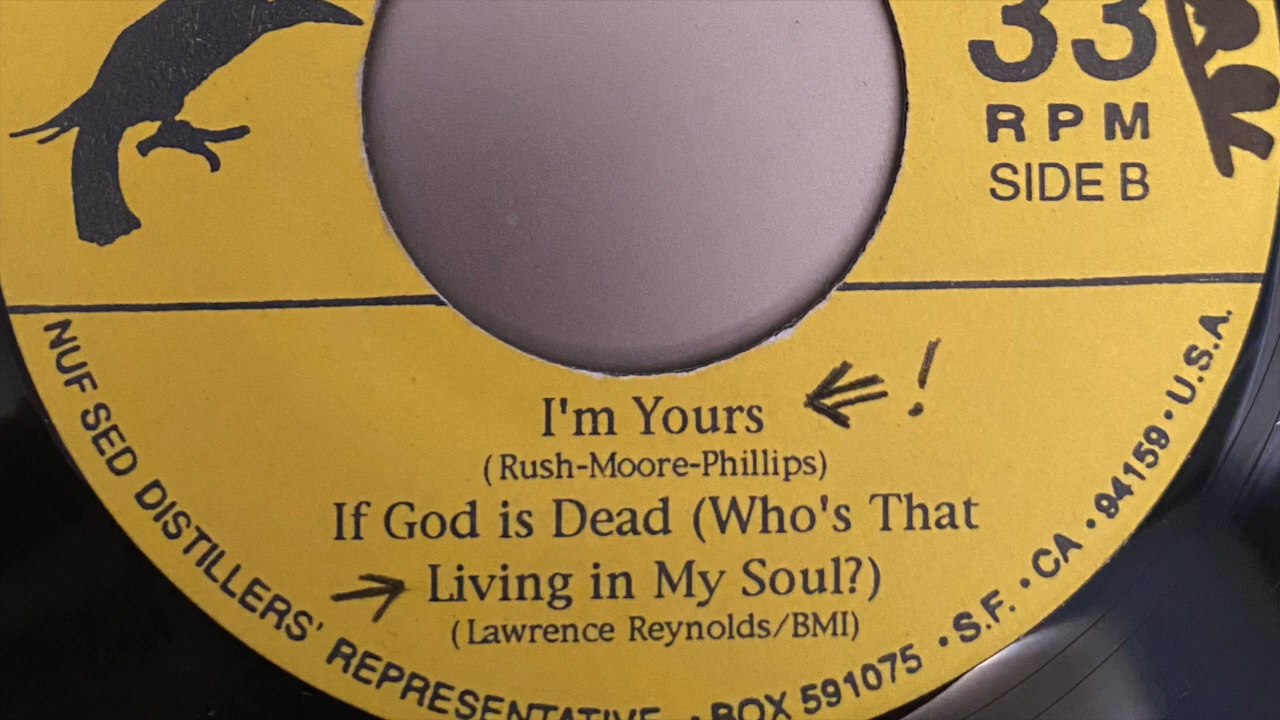 33
RPM
SIDE B
I'm Yours
!
(Rush-Moore-Phillips)
If God is Dead (Who's That
Living in My Soul?)
(Lawrence Reynolds/BMI)
NUF SED DISTILLERS' REPRESENTATIVE • BOX 591075 • S.F. • CA • 94159 • U.S.A.